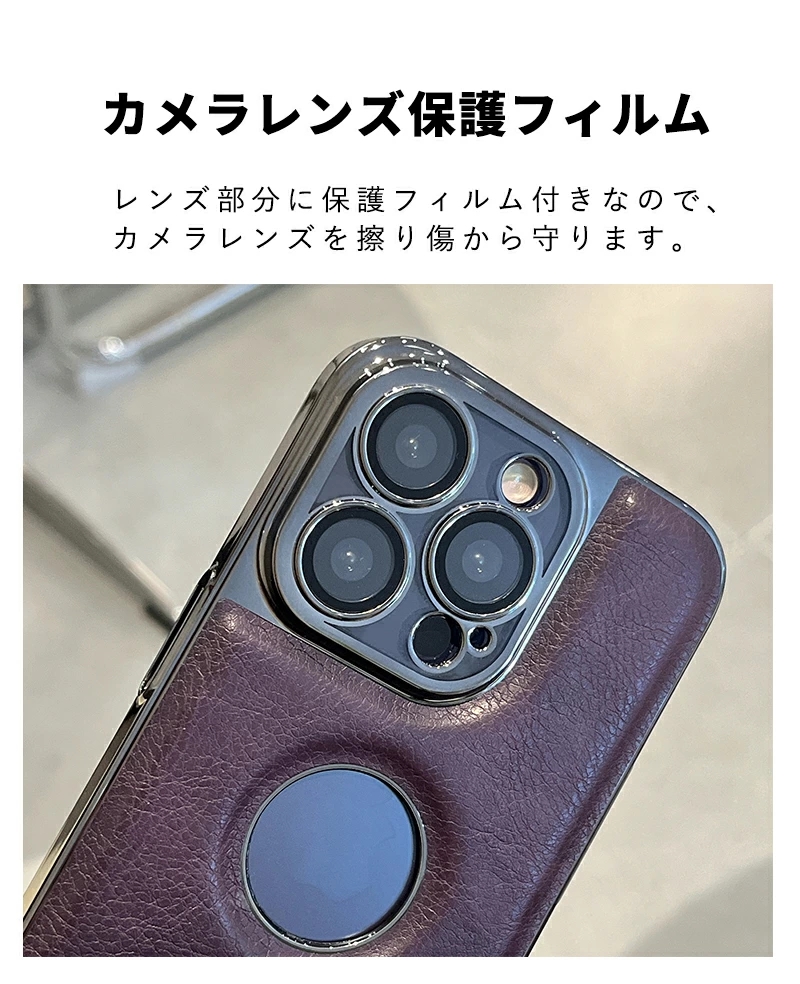 カメラレンズ保護フィルム
レンズ部分に保護フィルム付きなので、
カメラレンズを擦り傷から守ります。